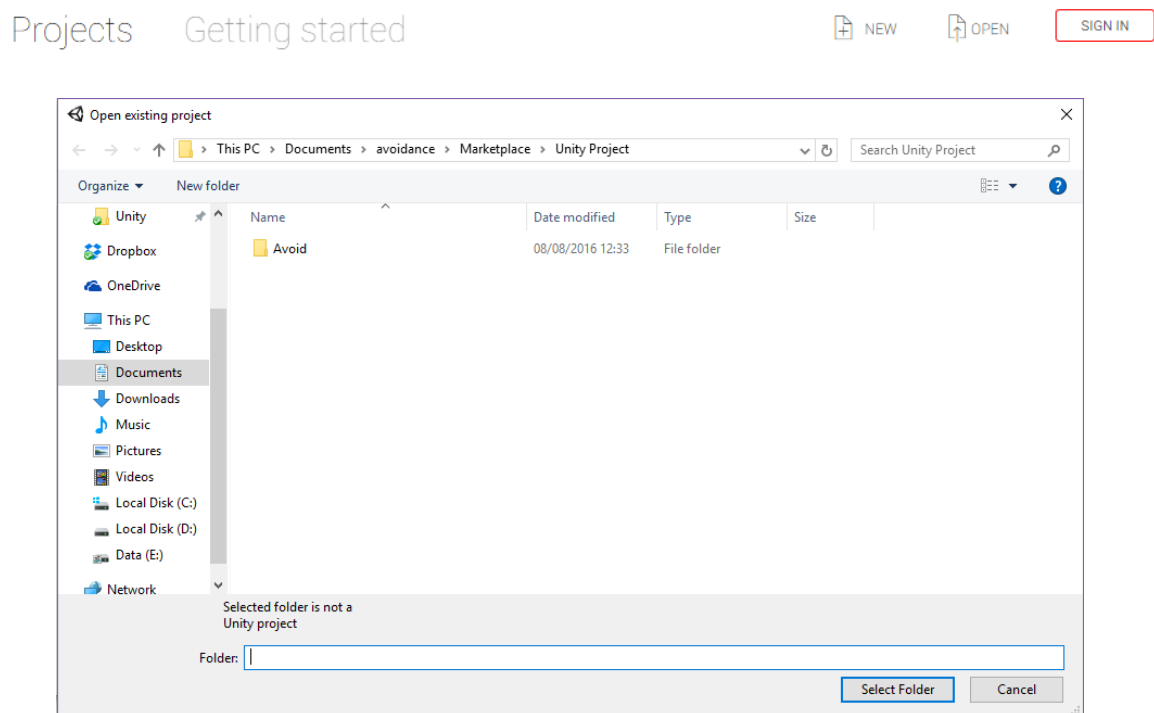 Projects Getting started NEW OPEN SIGN IN
Open existing project
This PC > Documents > avoidance > Marketplace > Unity Project Search Unity Project
Organize New folder ?
Name Date modified Type Size
Unity
Avoid 08/08/2016 12:33 File folder
Dropbox
OneDrive
This PC
Desktop
Documents
Downloads
Music
Pictures
Videos
Local Disk (C:)
Local Disk (D:)
Data (E:)
Network
Selected folder is not a
Unity project
Folder:
Select Folder Cancel